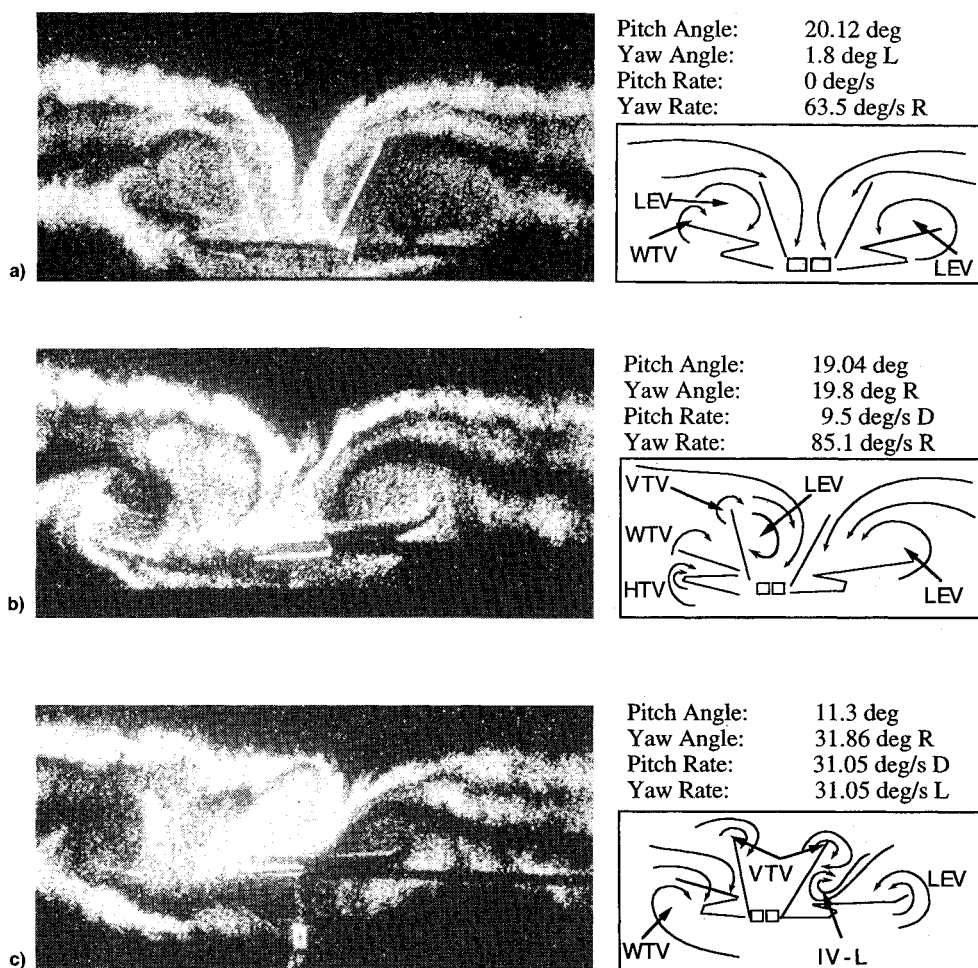 Pitch Angle: 20.12 deg
Yaw Angle: 1.8 deg L
Pitch Rate: 0 deg/s
Yaw Rate: 63.5 deg/s R
LEV
WTV
LEV
a)
Pitch Angle: 19.04 deg
Yaw Angle: 19.8 deg R
Pitch Rate: 9.5 deg/s D
Yaw Rate: 85.1 deg/s R
VTV
LEV
WTV
HTV
LEV
b)
Pitch Angle: 11.3 deg
Yaw Angle: 31.86 deg R
Pitch Rate: 31.05 deg/s D
Yaw Rate: 31.05 deg/s L
VTV
LEV
WTV
IV-L
c)